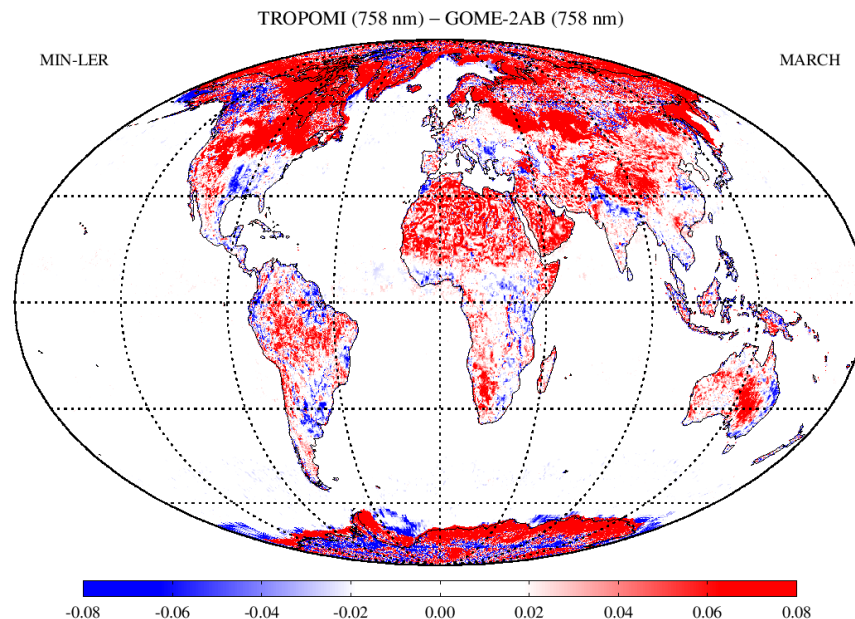 TROPOMI (758 nm) – GOME-2AB (758 nm)
MIN-LER
MARCH
-0.08 -0.06 -0.04 -0.02 0.00 0.02 0.04 0.06 0.08